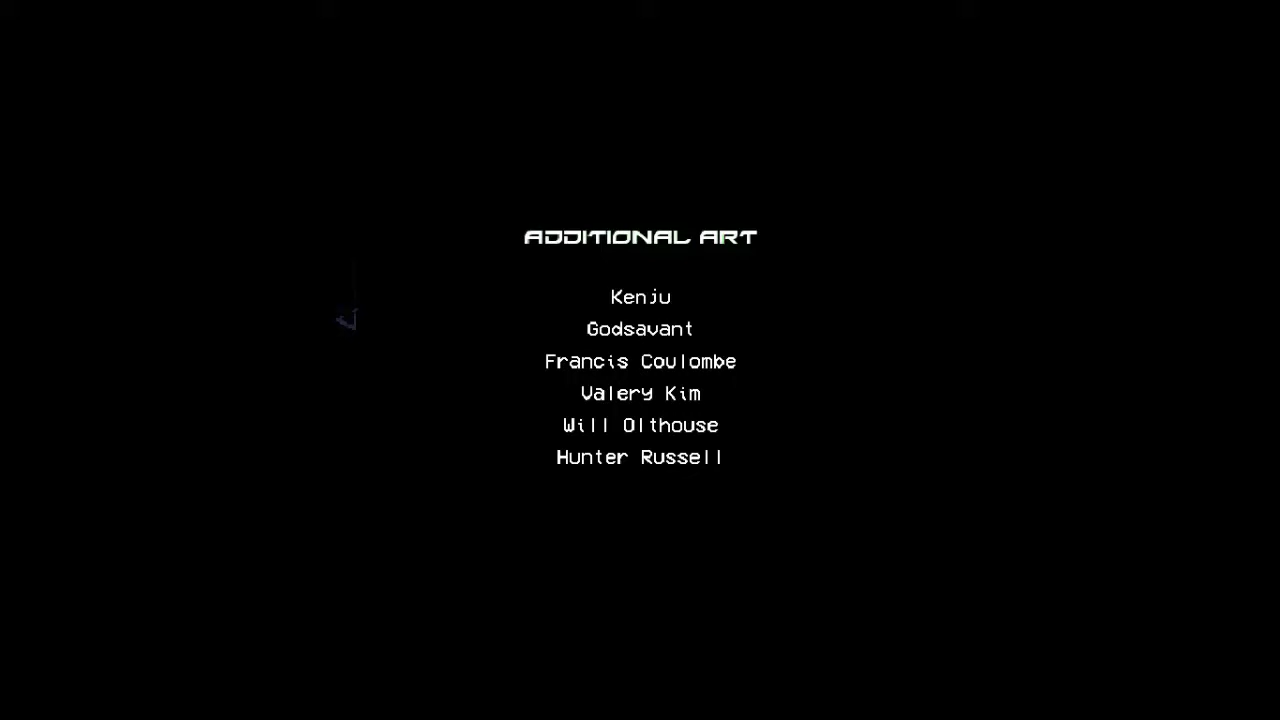 ADDITIONAL ART
Kenju
Godsavant
Francis Coulombe
Valery Kim
Will Olthouse
Hunter Russell